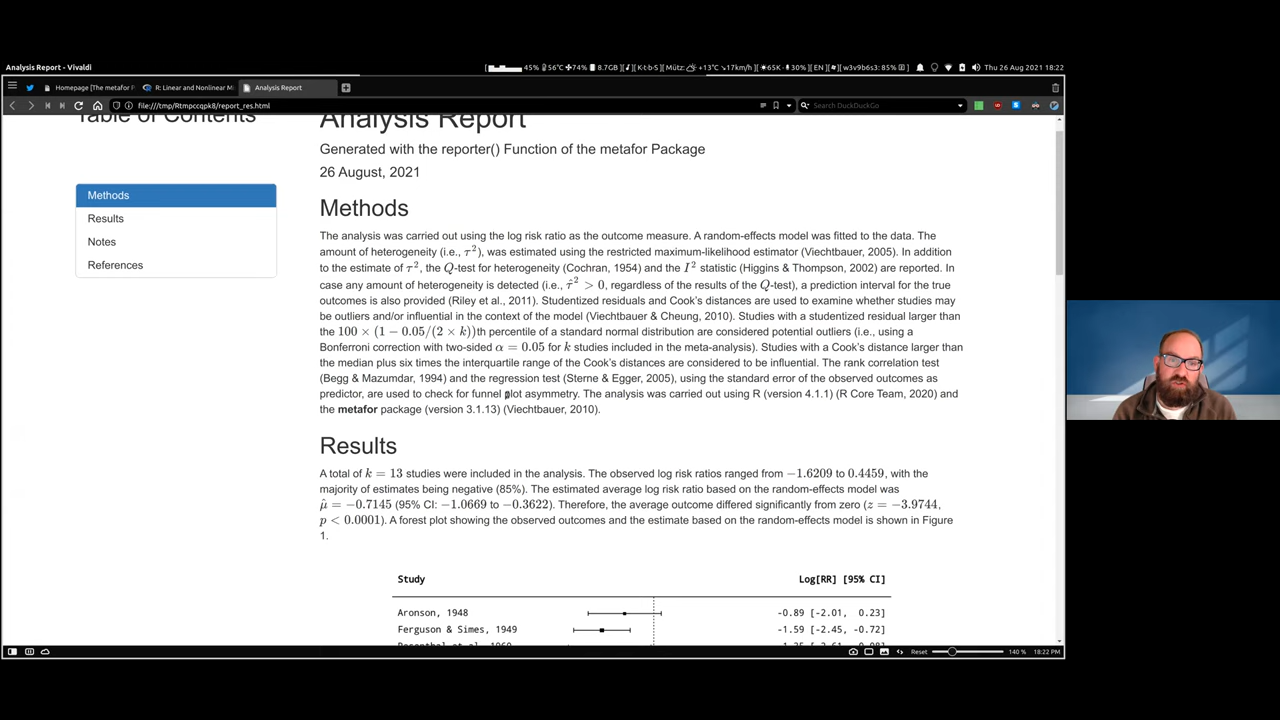 Analysis Report - Vivaldi
45% 56°C 74% 8.7GB K·t·b·S Mütz: +13°C 17km/h 65K 30% EN w3v9b6s3: 85% Thu 26 Aug 2021 18:22
Homepage [The metafor P
R: Linear and Nonlinear M
Analysis Report
file:///tmp/Rtmpccqpk8/report_res.html
Search DuckDuckGo
Table of Contents
Methods
Results
Notes
References
Analysis Report
Generated with the reporter() Function of the metafor Package
26 August, 2021
Methods
The analysis was carried out using the log risk ratio as the outcome measure. A random-effects model was fitted to the data. The
amount of heterogeneity (i.e., τ²), was estimated using the restricted maximum-likelihood estimator (Viechtbauer, 2005). In addition
to the estimate of τ², the Q-test for heterogeneity (Cochran, 1954) and the I² statistic (Higgins & Thompson, 2002) are reported. In
case any amount of heterogeneity is detected (i.e., τ̂² > 0, regardless of the results of the Q-test), a prediction interval for the true
outcomes is also provided (Riley et al., 2011). Studentized residuals and Cook's distances are used to examine whether studies may
be outliers and/or influential in the context of the model (Viechtbauer & Cheung, 2010). Studies with a studentized residual larger than
the 100 × (1 − 0.05/(2 × k))th percentile of a standard normal distribution are considered potential outliers (i.e., using a
Bonferroni correction with two-sided α = 0.05 for k studies included in the meta-analysis). Studies with a Cook's distance larger than
the median plus six times the interquartile range of the Cook's distances are considered to be influential. The rank correlation test
(Begg & Mazumdar, 1994) and the regression test (Sterne & Egger, 2005), using the standard error of the observed outcomes as
predictor, are used to check for funnel plot asymmetry. The analysis was carried out using R (version 4.1.1) (R Core Team, 2020) and
the metafor package (version 3.1.13) (Viechtbauer, 2010).
Results
A total of k = 13 studies were included in the analysis. The observed log risk ratios ranged from −1.6209 to 0.4459, with the
majority of estimates being negative (85%). The estimated average log risk ratio based on the random-effects model was
μ̂ = −0.7145 (95% CI: −1.0669 to −0.3622). Therefore, the average outcome differed significantly from zero (z = −3.9744,
p < 0.0001). A forest plot showing the observed outcomes and the estimate based on the random-effects model is shown in Figure
1.
Study Log[RR] [95% CI]
Aronson, 1948 -0.89 [-2.01, 0.23]
Ferguson & Simes, 1949 -1.59 [-2.45, -0.72]
Reset 140 % 18:22 PM